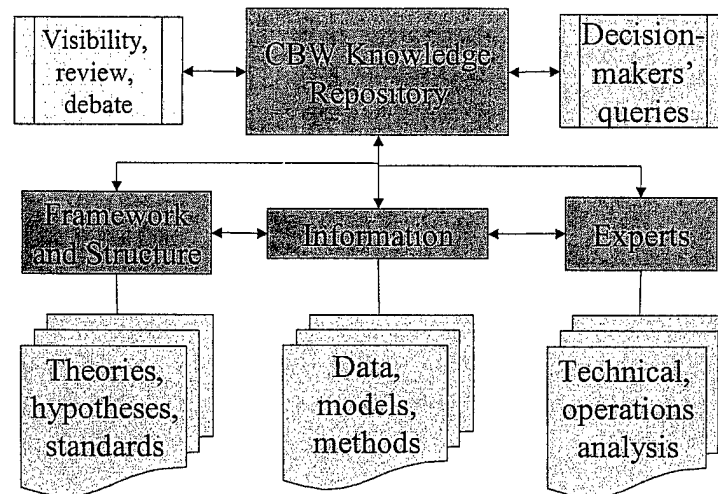 Visibility,
review,
debate
CBW Knowledge
Repository
Decision-
makers'
queries
Framework
and Structure
Information
Experts
Theories,
hypotheses,
standards
Data,
models,
methods
Technical,
operations
analysis